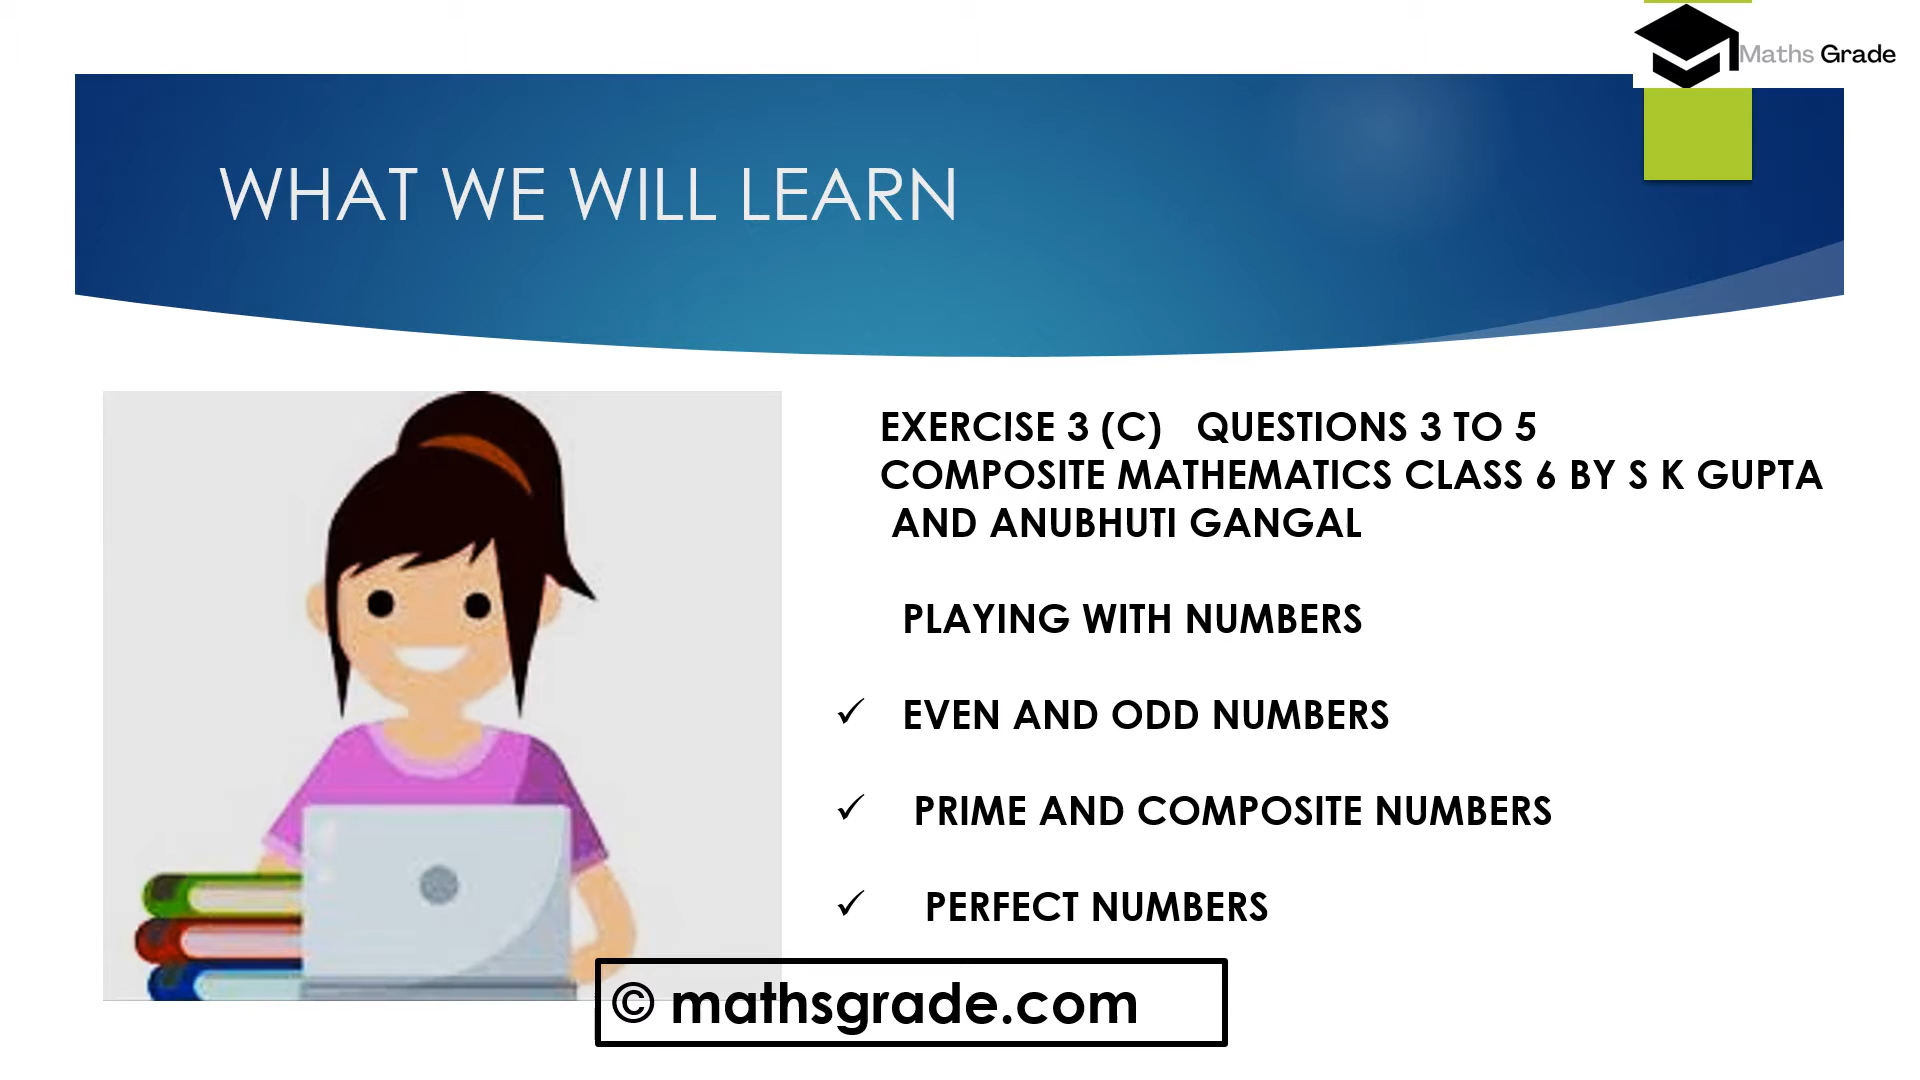 Maths Grade
WHAT WE WILL LEARN
EXERCISE 3 (C) QUESTIONS 3 TO 5
COMPOSITE MATHEMATICS CLASS 6 BY S K GUPTA
AND ANUBHUTI GANGAL
PLAYING WITH NUMBERS
✓ EVEN AND ODD NUMBERS
✓ PRIME AND COMPOSITE NUMBERS
✓ PERFECT NUMBERS
© mathsgrade.com